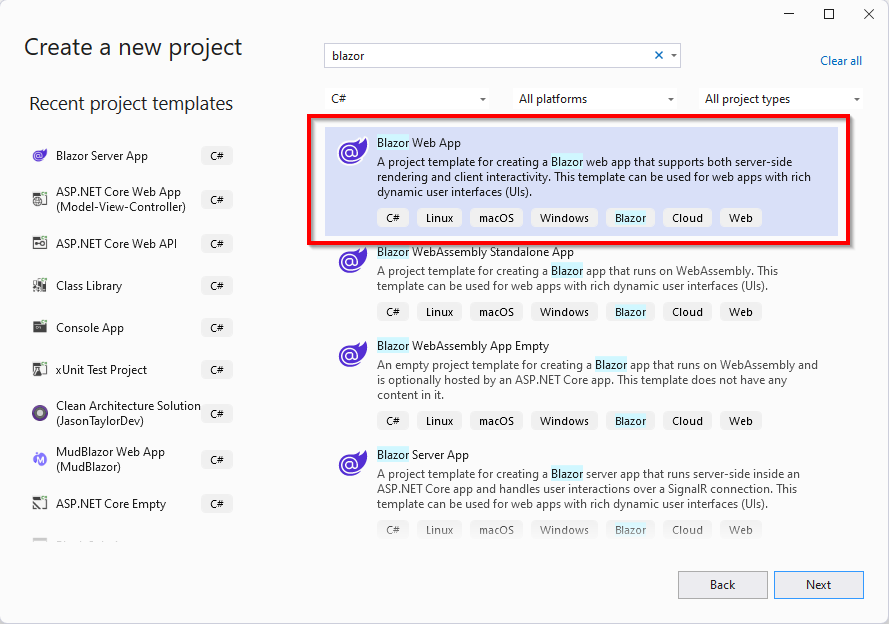 Create a new project
blazor
Clear all
C#
All platforms
All project types
Recent project templates
Blazor Server App
C#
ASP.NET Core Web App
(Model-View-Controller)
C#
ASP.NET Core Web API
C#
Class Library
C#
Console App
C#
xUnit Test Project
C#
Clean Architecture Solution
(JasonTaylorDev)
C#
MudBlazor Web App
(MudBlazor)
C#
ASP.NET Core Empty
C#
Blazor Web App
A project template for creating a Blazor web app that supports both server-side
rendering and client interactivity. This template can be used for web apps with rich
dynamic user interfaces (UIs).
C# Linux macOS Windows Blazor Cloud Web
Blazor WebAssembly Standalone App
A project template for creating a Blazor app that runs on WebAssembly. This
template can be used for web apps with rich dynamic user interfaces (UIs).
C# Linux macOS Windows Blazor Cloud Web
Blazor WebAssembly App Empty
An empty project template for creating a Blazor app that runs on WebAssembly and
is optionally hosted by an ASP.NET Core app. This template does not have any
content in it.
C# Linux macOS Windows Blazor Cloud Web
Blazor Server App
A project template for creating a Blazor server app that runs server-side inside an
ASP.NET Core app and handles user interactions over a SignalR connection. This
template can be used for web apps with rich dynamic user interfaces (UIs).
C# Linux macOS Windows Blazor Cloud Web
Back
Next